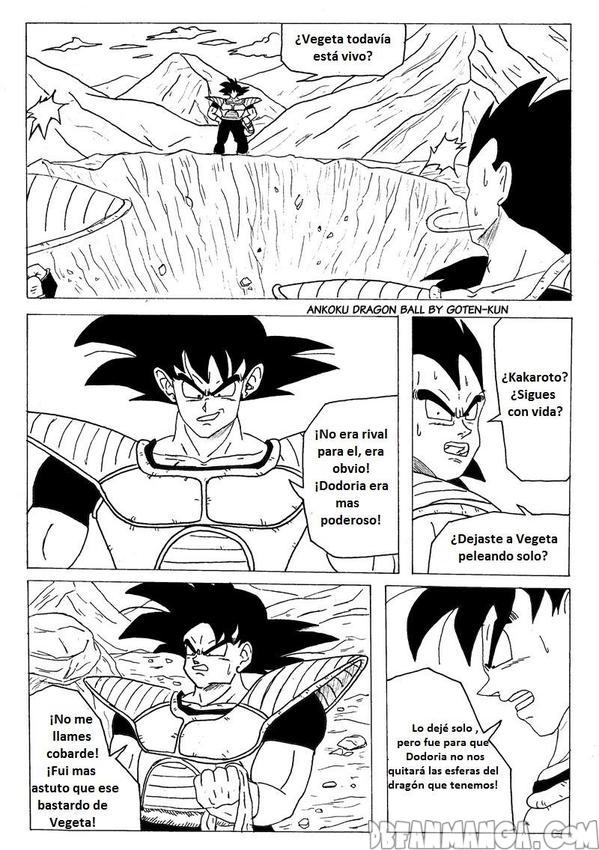 ¿Vegeta todavía
está vivo?
ANKOKU DRAGON BALL BY GOTEN-KUN
¡No era rival
para el, era
obvio!
¡Dodoria era
mas
poderoso!
¿Kakaroto?
¿Sigues
con vida?
¿Dejaste a Vegeta
peleando solo?
¡No me
llames
cobarde!
¡Fui mas
astuto que ese
bastardo de
Vegeta!
Lo dejé solo ,
pero fue para que
Dodoria no nos
quitará las esferas del
dragón que tenemos!
DBFANMANGA.COM